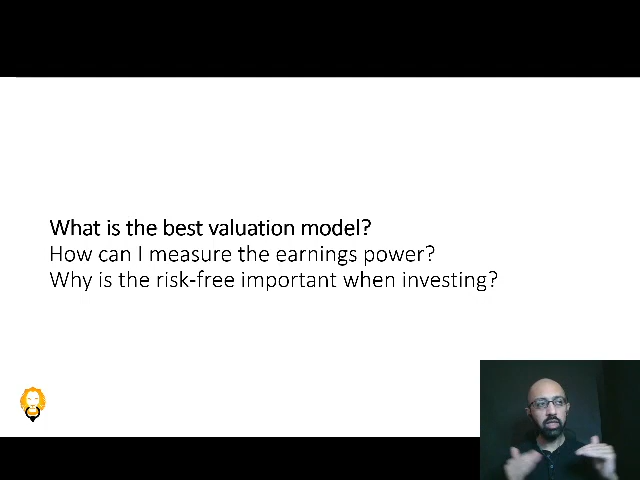 What is the best valuation model?
How can I measure the earnings power?
Why is the risk-free important when investing?